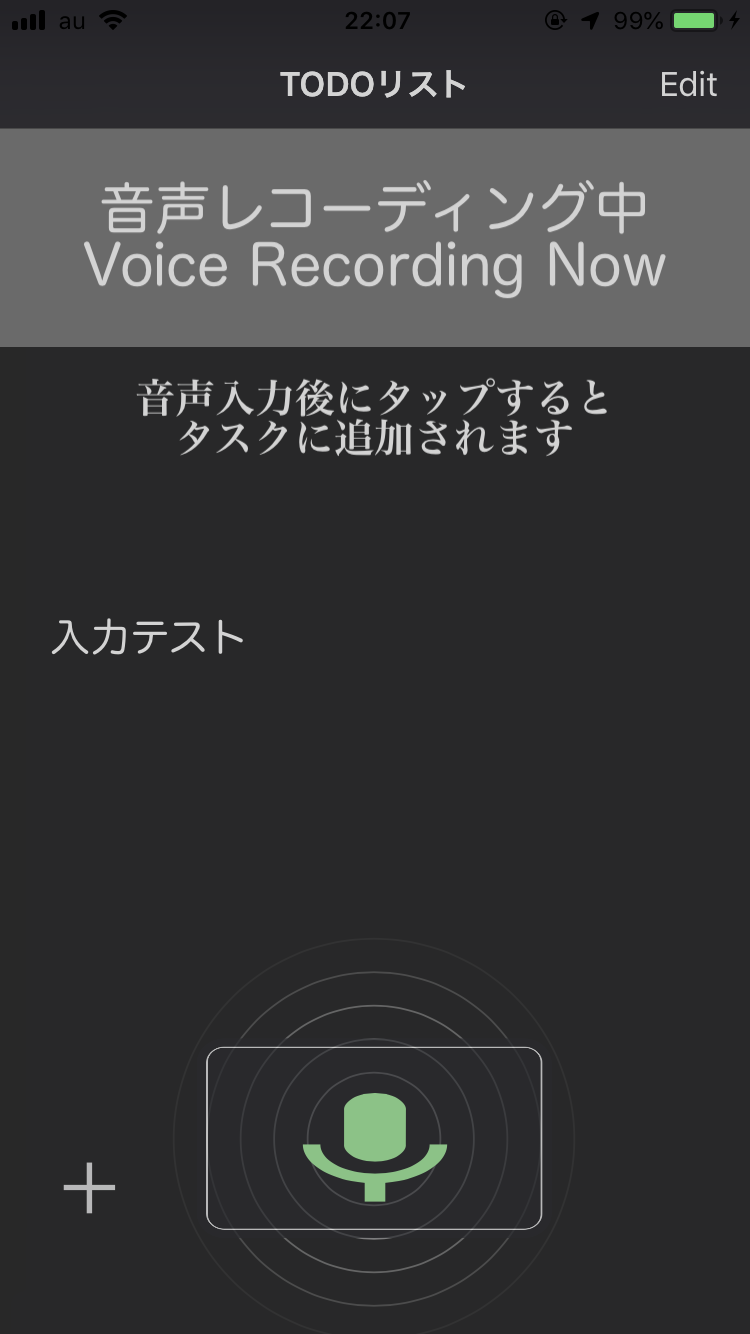 au 22:07 99%
TODOリスト Edit
音声レコーディング中
Voice Recording Now
音声入力後にタップすると
タスクに追加されます
入力テスト